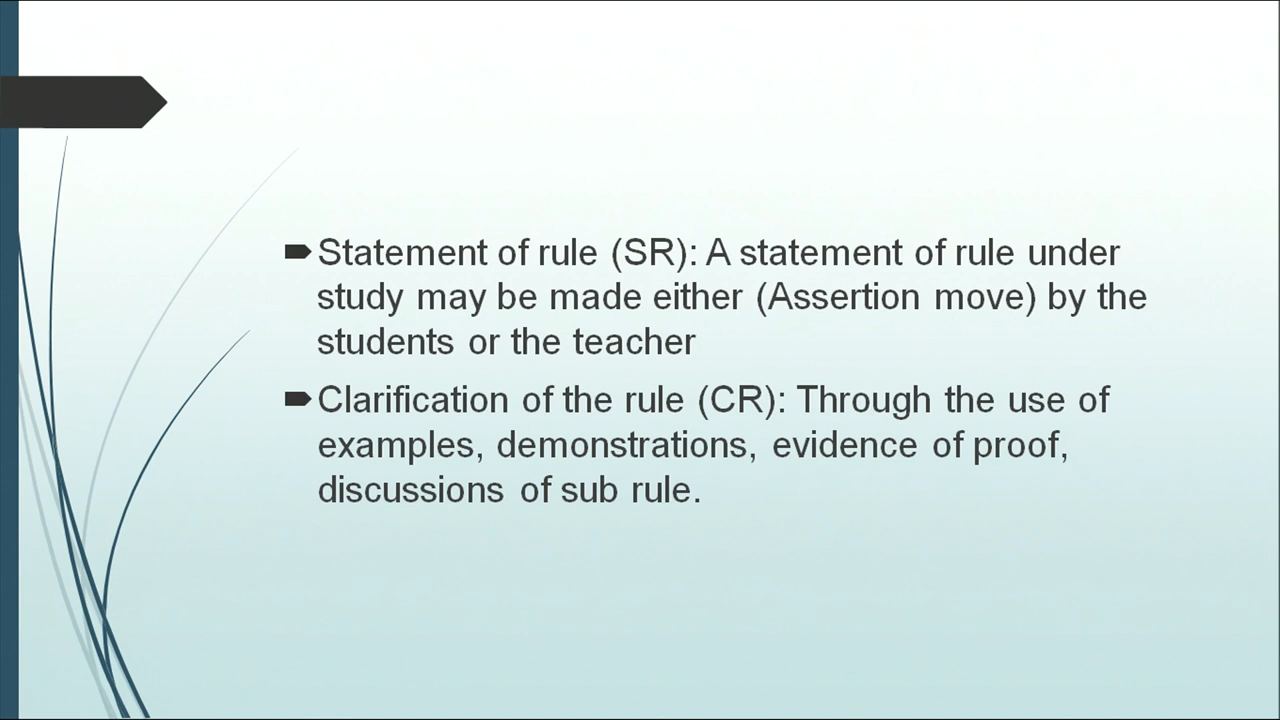 Statement of rule (SR): A statement of rule under
study may be made either (Assertion move) by the
students or the teacher
Clarification of the rule (CR): Through the use of
examples, demonstrations, evidence of proof,
discussions of sub rule.